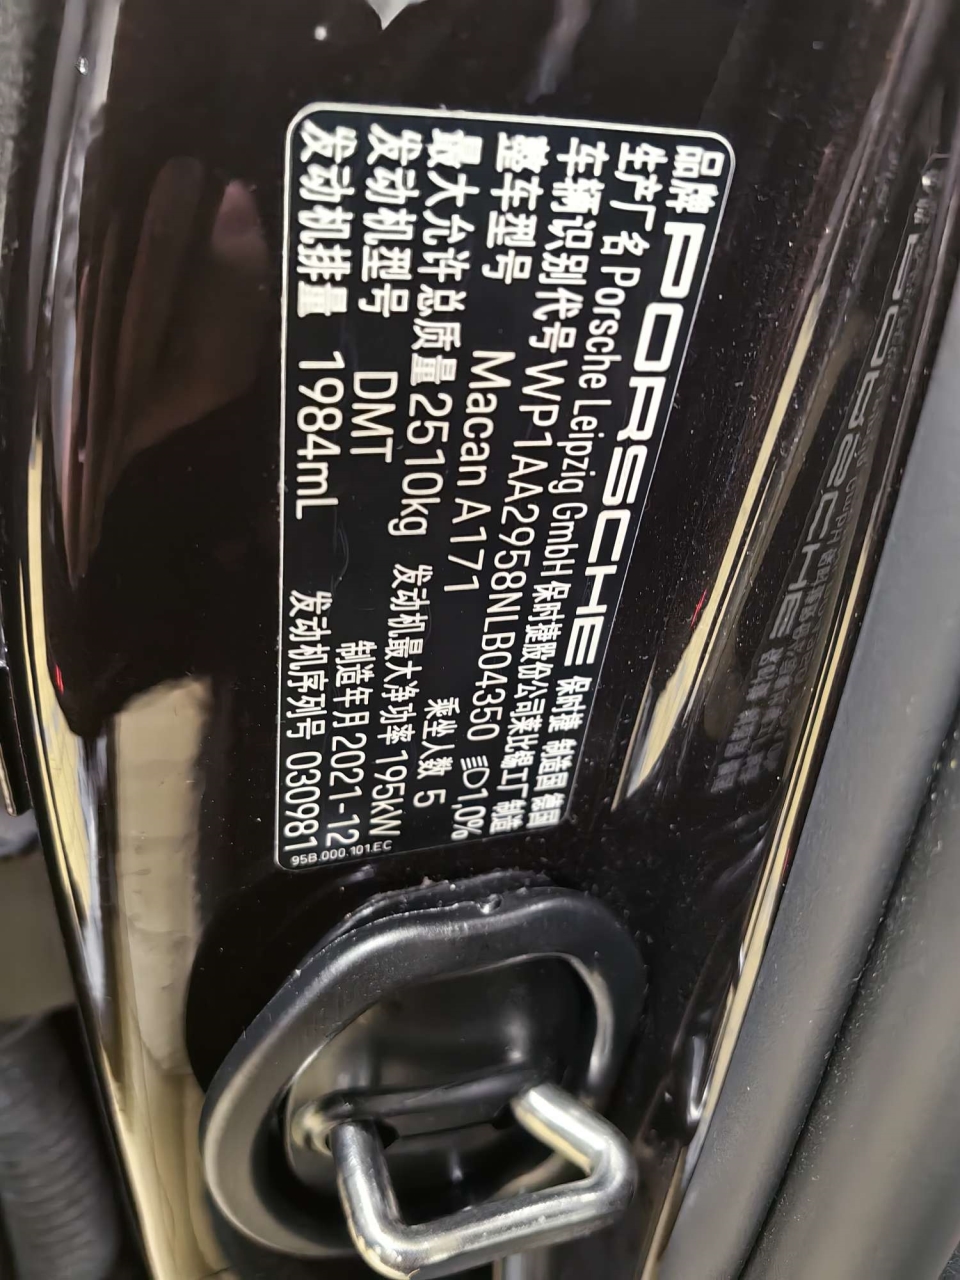 品牌 PORSCHE 保时捷 制造国 德国
生产厂名 Porsche Leipzig GmbH 保时捷股份公司莱比锡工厂制造
车辆识别代号 WP1AA2958NLB04350 1,0%
整车型号 Macan A171 乘坐人数 5
最大允许总质量 2510kg 发动机最大净功率 195kW
发动机型号 DMT 制造年月 2021-12
发动机排量 1984mL 发动机序列号 030981
95B.000.101.EC